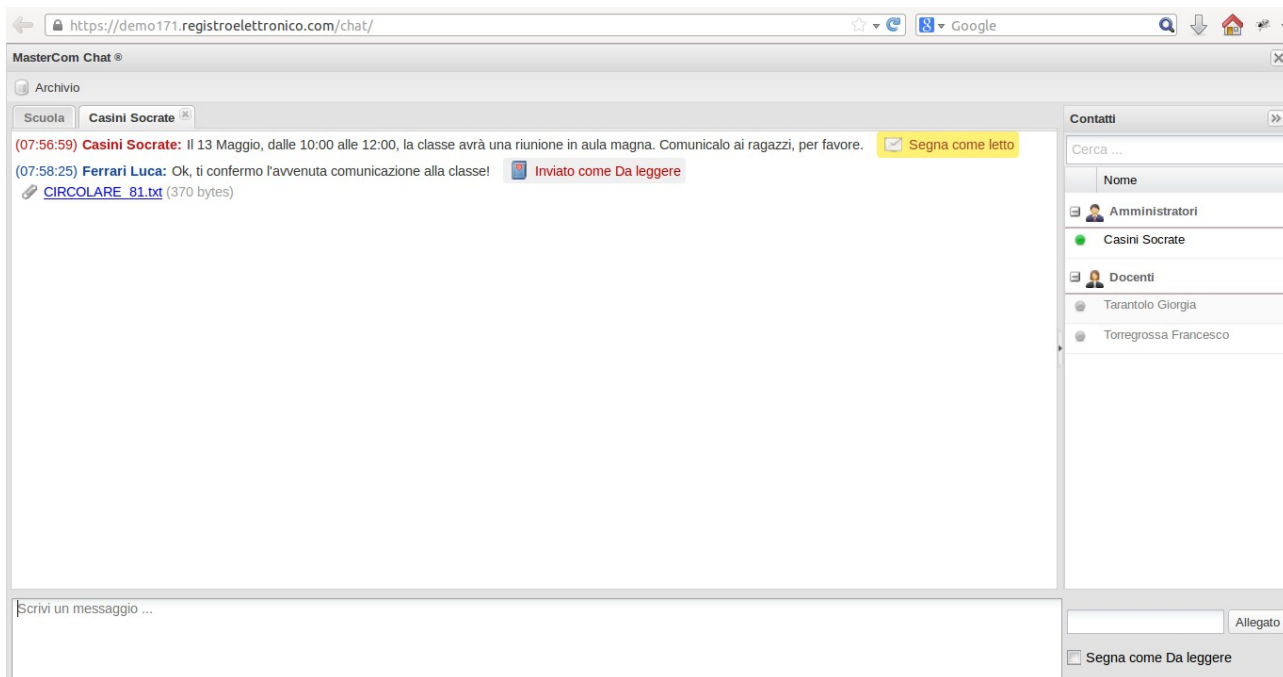 https://demo171.registroelettronico.com/chat/
8 Google
MasterCom Chat ®
Archivio
Scuola
Casini Socrate
(07:56:59) Casini Socrate: Il 13 Maggio, dalle 10:00 alle 12:00, la classe avrà una riunione in aula magna. Comunicalo ai ragazzi, per favore. Segna come letto
(07:58:25) Ferrari Luca: Ok, ti confermo l'avvenuta comunicazione alla classe! Inviato come Da leggere
CIRCOLARE_81.txt (370 bytes)
Contatti
Cerca ...
Nome
Amministratori
Casini Socrate
Docenti
Tarantolo Giorgia
Torregrossa Francesco
Scrivi un messaggio ...
Allegato
Segna come Da leggere